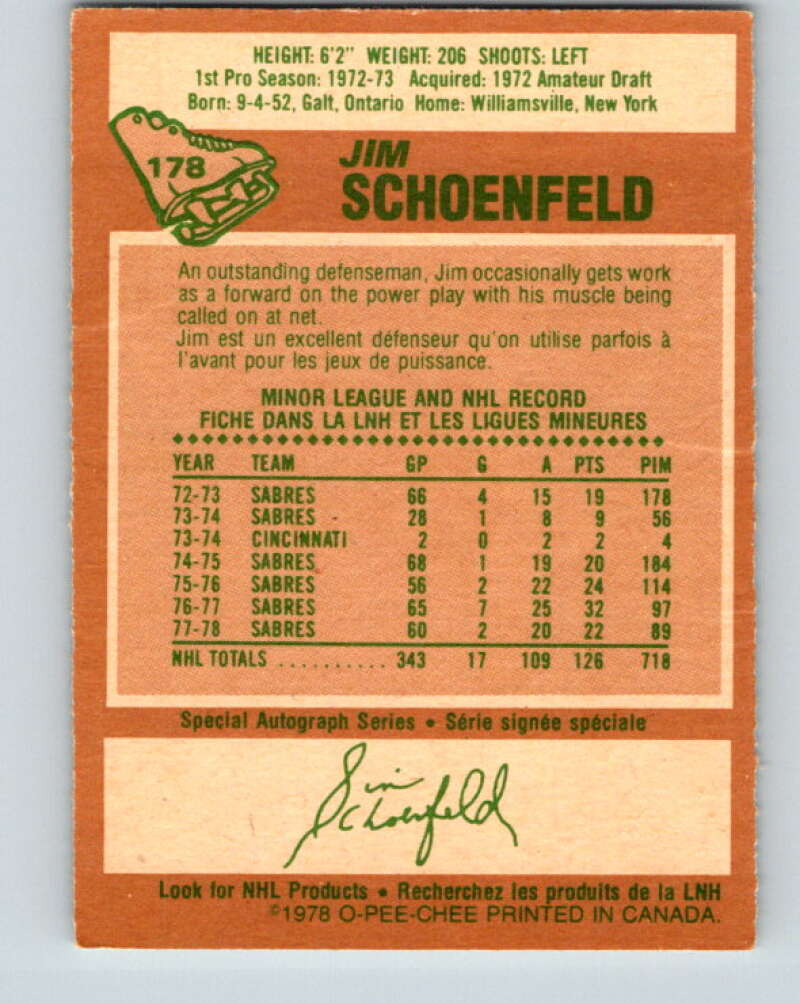 HEIGHT: 6'2" WEIGHT: 206 SHOOTS: LEFT
1st Pro Season: 1972-73 Acquired: 1972 Amateur Draft
Born: 9-4-52, Galt, Ontario Home: Williamsville, New York
178
JIM
SCHOENFELD
An outstanding defenseman, Jim occasionally gets work
as a forward on the power play with his muscle being
called on at net.
Jim est un excellent défenseur qu'on utilise parfois à
l'avant pour les jeux de puissance.
MINOR LEAGUE AND NHL RECORD
FICHE DANS LA LNH ET LES LIGUES MINEURES
YEAR TEAM GP G A PTS PIM
72-73 SABRES 66 4 15 19 178
73-74 SABRES 28 1 8 9 56
73-74 CINCINNATI 2 0 2 2 4
74-75 SABRES 68 1 19 20 184
75-76 SABRES 56 2 22 24 114
76-77 SABRES 65 7 25 32 97
77-78 SABRES 60 2 20 22 89
NHL TOTALS .......... 343 17 109 126 718
Special Autograph Series • Série signée spéciale
Jim
Schoenfeld
Look for NHL Products • Recherchez les produits de la LNH
©1978 O-PEE-CHEE PRINTED IN CANADA.